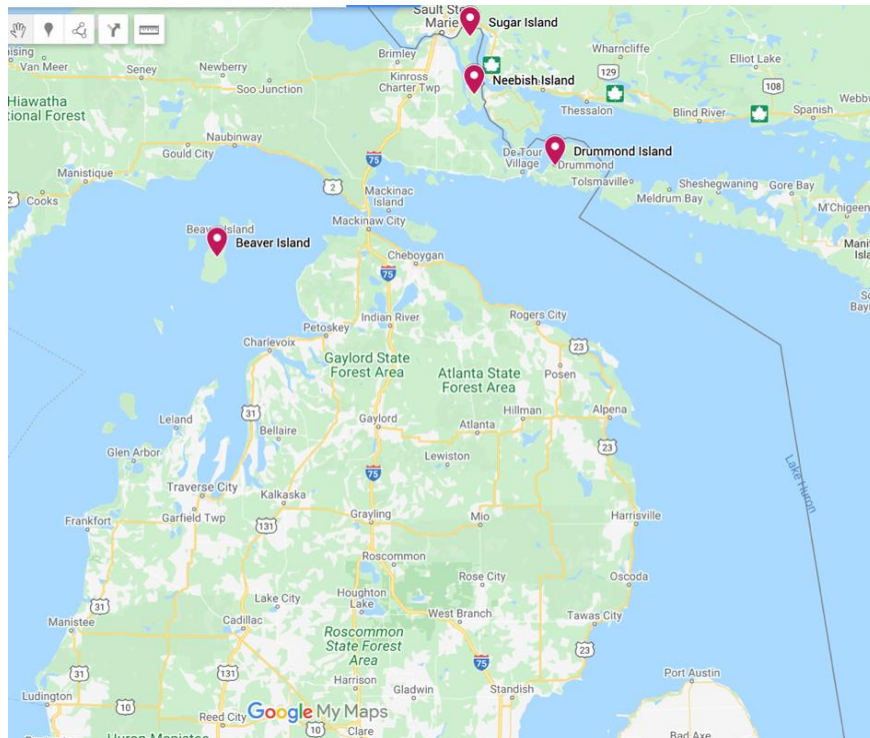 Sault Ste
Marie
Sugar Island
Brimley
Newberry
Seney
Van Meer
Soo Junction
Kinross
Charter Twp
Neebish Island
Wharncliffe
Elliot Lake
129
108
Hiawatha
Thessalon
Blind River
Spanish
Naubinway
Gould City
75
De-Tour
Village
Drummond Island
Drummond
Tolsmaville
Manistique
Cooks
2
2
Mackinac
Island
Mackinaw City
Sheshegwaning
Gore Bay
Meldrum Bay
M'Chigeen
Beaver Island
Beaver Island
Cheboygan
75
Indian River
Rogers City
Petoskey
Charlevoix
23
Gaylord State
Forest Area
Atlanta State
Forest Area
Posen
31
Leland
Bellaire
Gaylord
Hillman
Atlanta
Alpena
23
Glen Arbor
Lewiston
75
Traverse City
Kalkaska
Lake Huron
Garfield Twp
Frankfort
131
Grayling
Mio
Harrisville
Roscommon
Rose City
Oscoda
31
Lake City
Houghton
Lake
West Branch
Tawas City
Manistee
Cadillac
Roscommon
State Forest
Area
23
31
131
75
Port Austin
Harrison
Gladwin
Standish
Ludington
10
Reed City
Google My Maps
10
Clare
Bad Axe